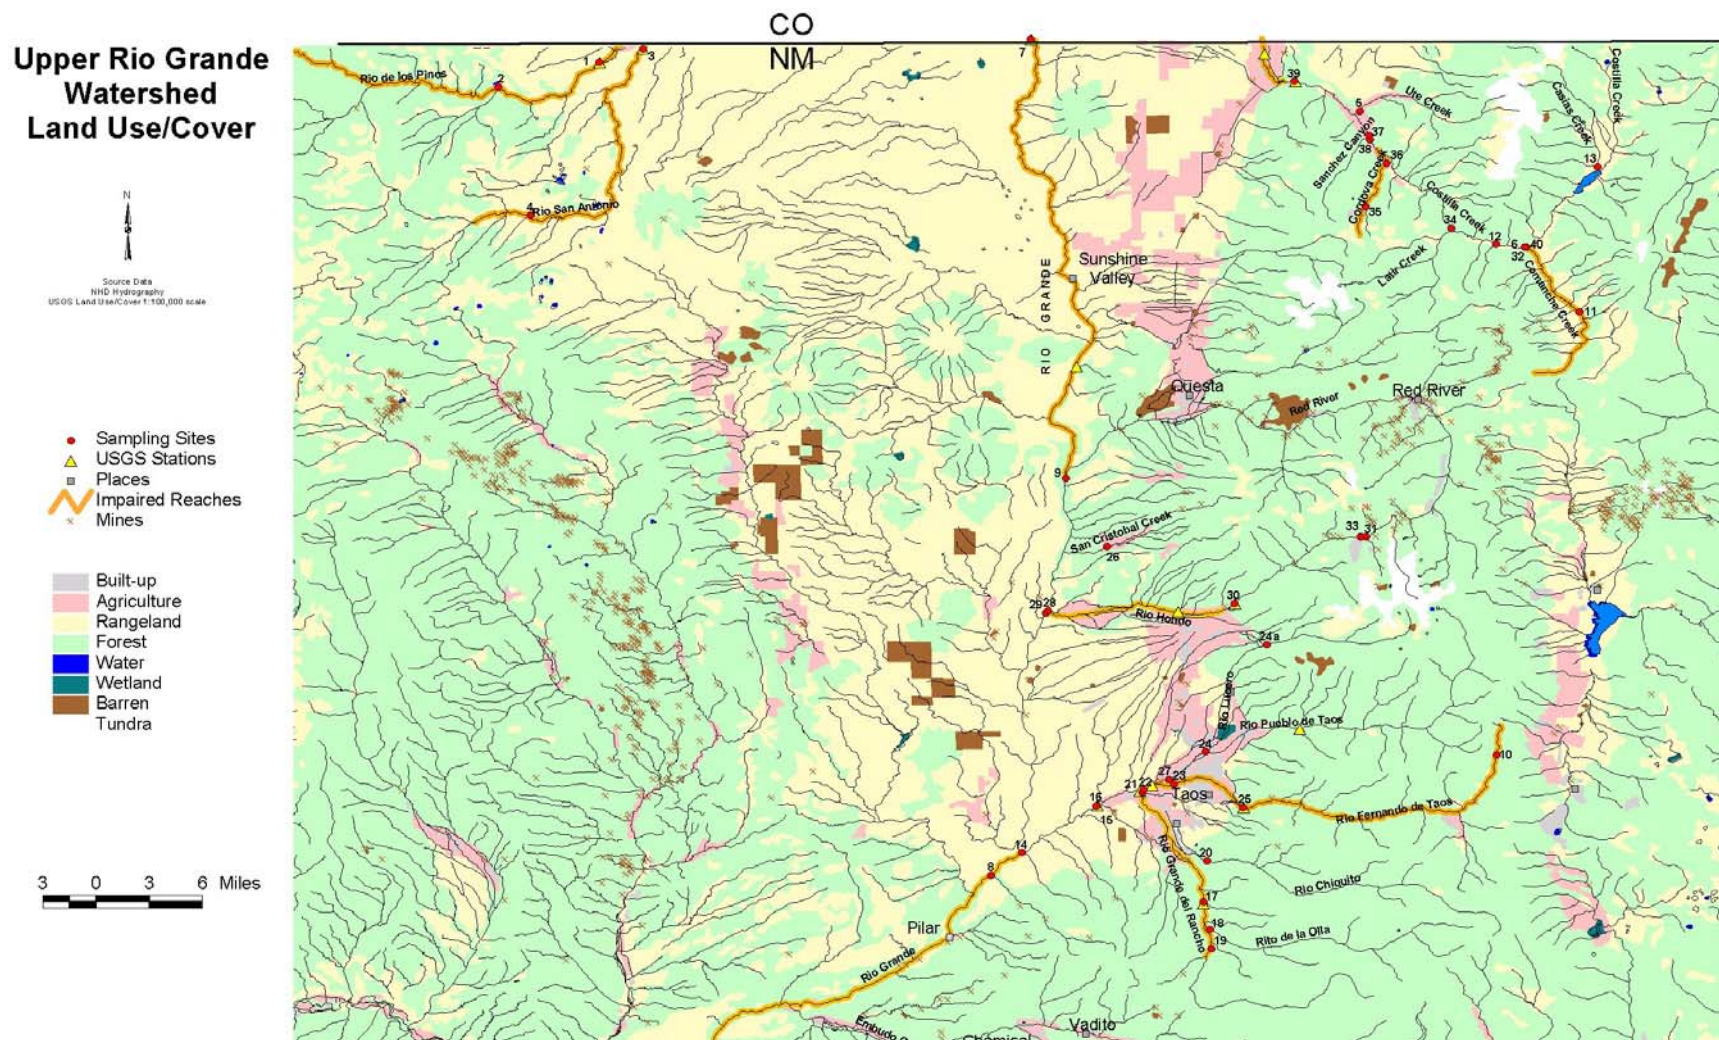 CO
NM
Upper Rio Grande
Watershed
Land Use/Cover
N
Source Data
NHD Hydrography
USGS Land Use/Cover 1:100,000 scale
Sampling Sites
USGS Stations
Places
Impaired Reaches
Mines
Built-up
Agriculture
Rangeland
Forest
Water
Wetland
Barren
Tundra
3 0 3 6 Miles
Rio de los Pinos
1
2
3
7
39
5
Ute Creek
Casias Creek
Costilla Creek
13
37
38
36
Sanchez Canyon
Cordova Creek
35
4
Rio San Antonio
Costilla Creek
34
12
6
40
32
Latir Creek
Comanche Creek
11
Sunshine
Valley
RIO GRANDE
Questa
Red River
Red River
9
San Cristobal Creek
26
33
31
29
28
30
Rio Hondo
24a
Rio Lucero
Rio Pueblo de Taos
24
10
27
23
21
22
Taos
16
15
25
Rio Fernando de Taos
14
8
20
Rio Grande del Rancho
Rio Chiquito
17
18
19
Rito de la Olla
Pilar
Rio Grande
Embudo
Vadito
Chamisal